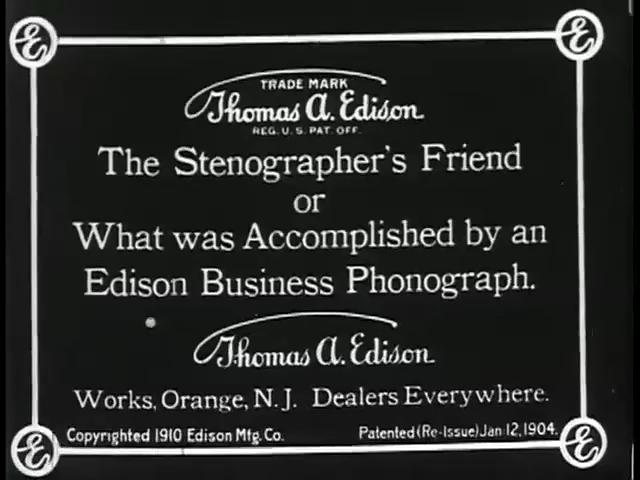 E E
TRADE MARK
Thomas A. Edison
REG. U. S. PAT. OFF.
The Stenographer's Friend
or
What was Accomplished by an
Edison Business Phonograph.
Thomas A. Edison
Works, Orange, N. J. Dealers Everywhere.
Copyrighted 1910 Edison Mfg. Co. Patented (Re-Issue) Jan 12, 1904.
E E